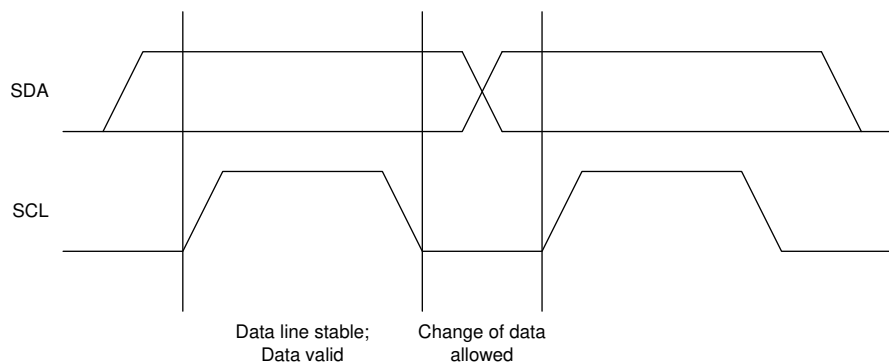 SDA
SCL
Data line stable;
Data valid
Change of data
allowed